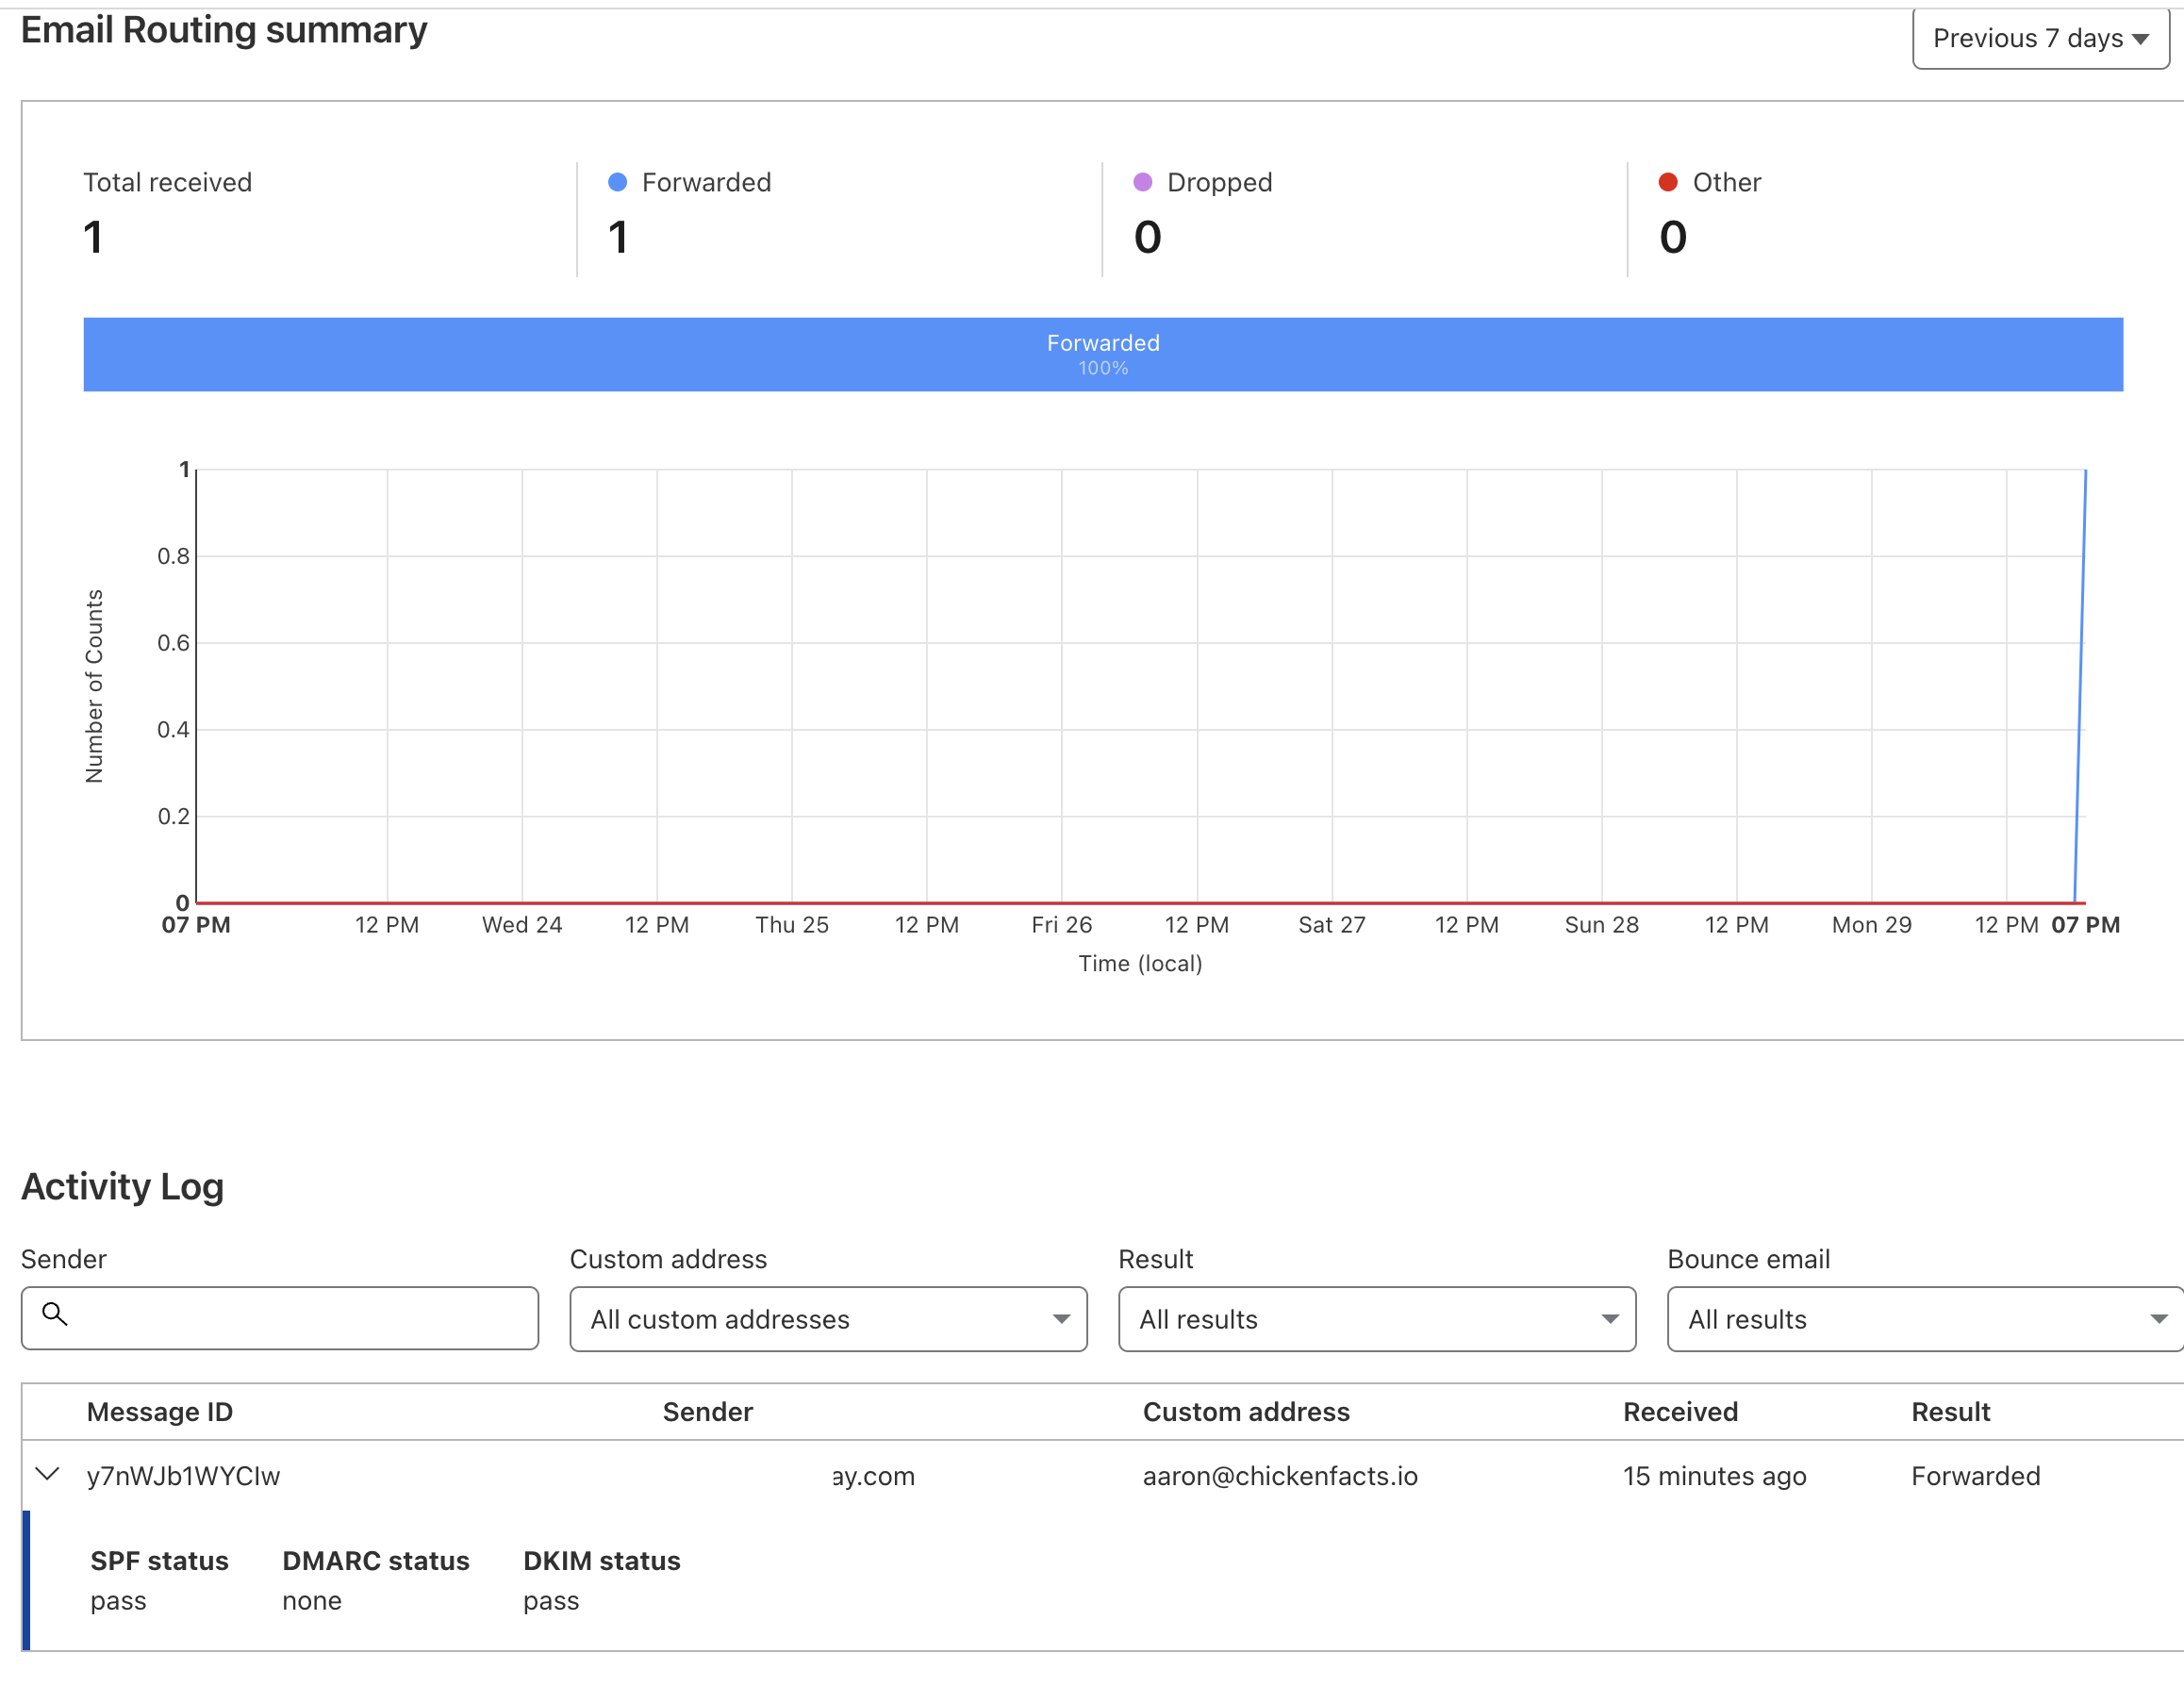 Email Routing summary
Previous 7 days
Total received
Forwarded
Dropped
Other
1
1
0
0
Forwarded
100%
1
0.8
0.6
0.4
0.2
0
Number of Counts
07 PM 12 PM Wed 24 12 PM Thu 25 12 PM Fri 26 12 PM Sat 27 12 PM Sun 28 12 PM Mon 29 12 PM 07 PM
Time (local)
Activity Log
Sender
Custom address
Result
Bounce email
All custom addresses
All results
All results
Message ID Sender Custom address Received Result
y7nWJb1WYCIw ay.com aaron@chickenfacts.io 15 minutes ago Forwarded
SPF status DMARC status DKIM status
pass none pass